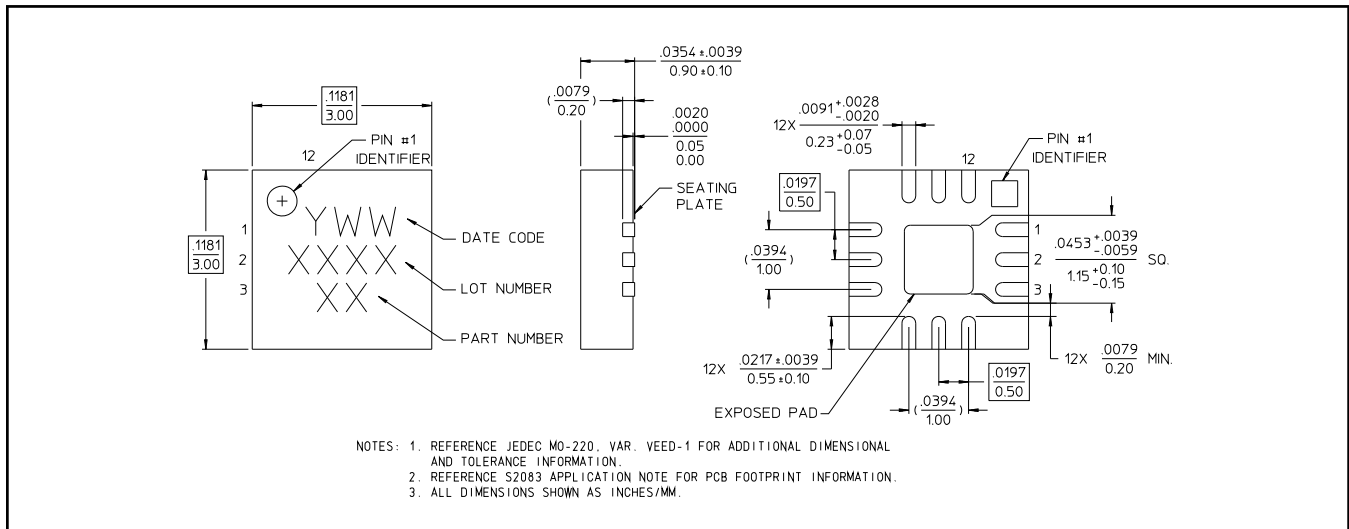 .1181
3.00
PIN #1
IDENTIFIER
12
.1181
3.00
1
2
3
YWW
XXXX
XX
DATE CODE
LOT NUMBER
PART NUMBER
.0354 ±.0039
0.90 ±0.10
(.0079
0.20)
.0020
.0000
0.05
0.00
SEATING
PLATE
12X .0091 +.0028
-.0020
0.23 +0.07
-0.05
12
PIN #1
IDENTIFIER
.0197
0.50
(.0394
1.00)
1
2
3
.0453 +.0039
-.0059
1.15 +0.10
-0.15
SQ.
12X .0217 ±.0039
0.55 ±0.10
12X .0079
0.20 MIN.
.0197
0.50
(.0394
1.00)
EXPOSED PAD
NOTES: 1. REFERENCE JEDEC MO-220, VAR. VEED-1 FOR ADDITIONAL DIMENSIONAL
AND TOLERANCE INFORMATION.
2. REFERENCE S2083 APPLICATION NOTE FOR PCB FOOTPRINT INFORMATION.
3. ALL DIMENSIONS SHOWN AS INCHES/MM.